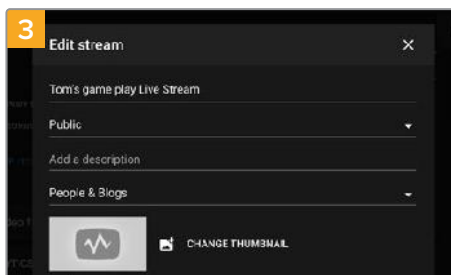 3
Edit stream
Tom's game play Live Stream
Public
Add a description
People & Blogs
CHANGE THUMBNAIL